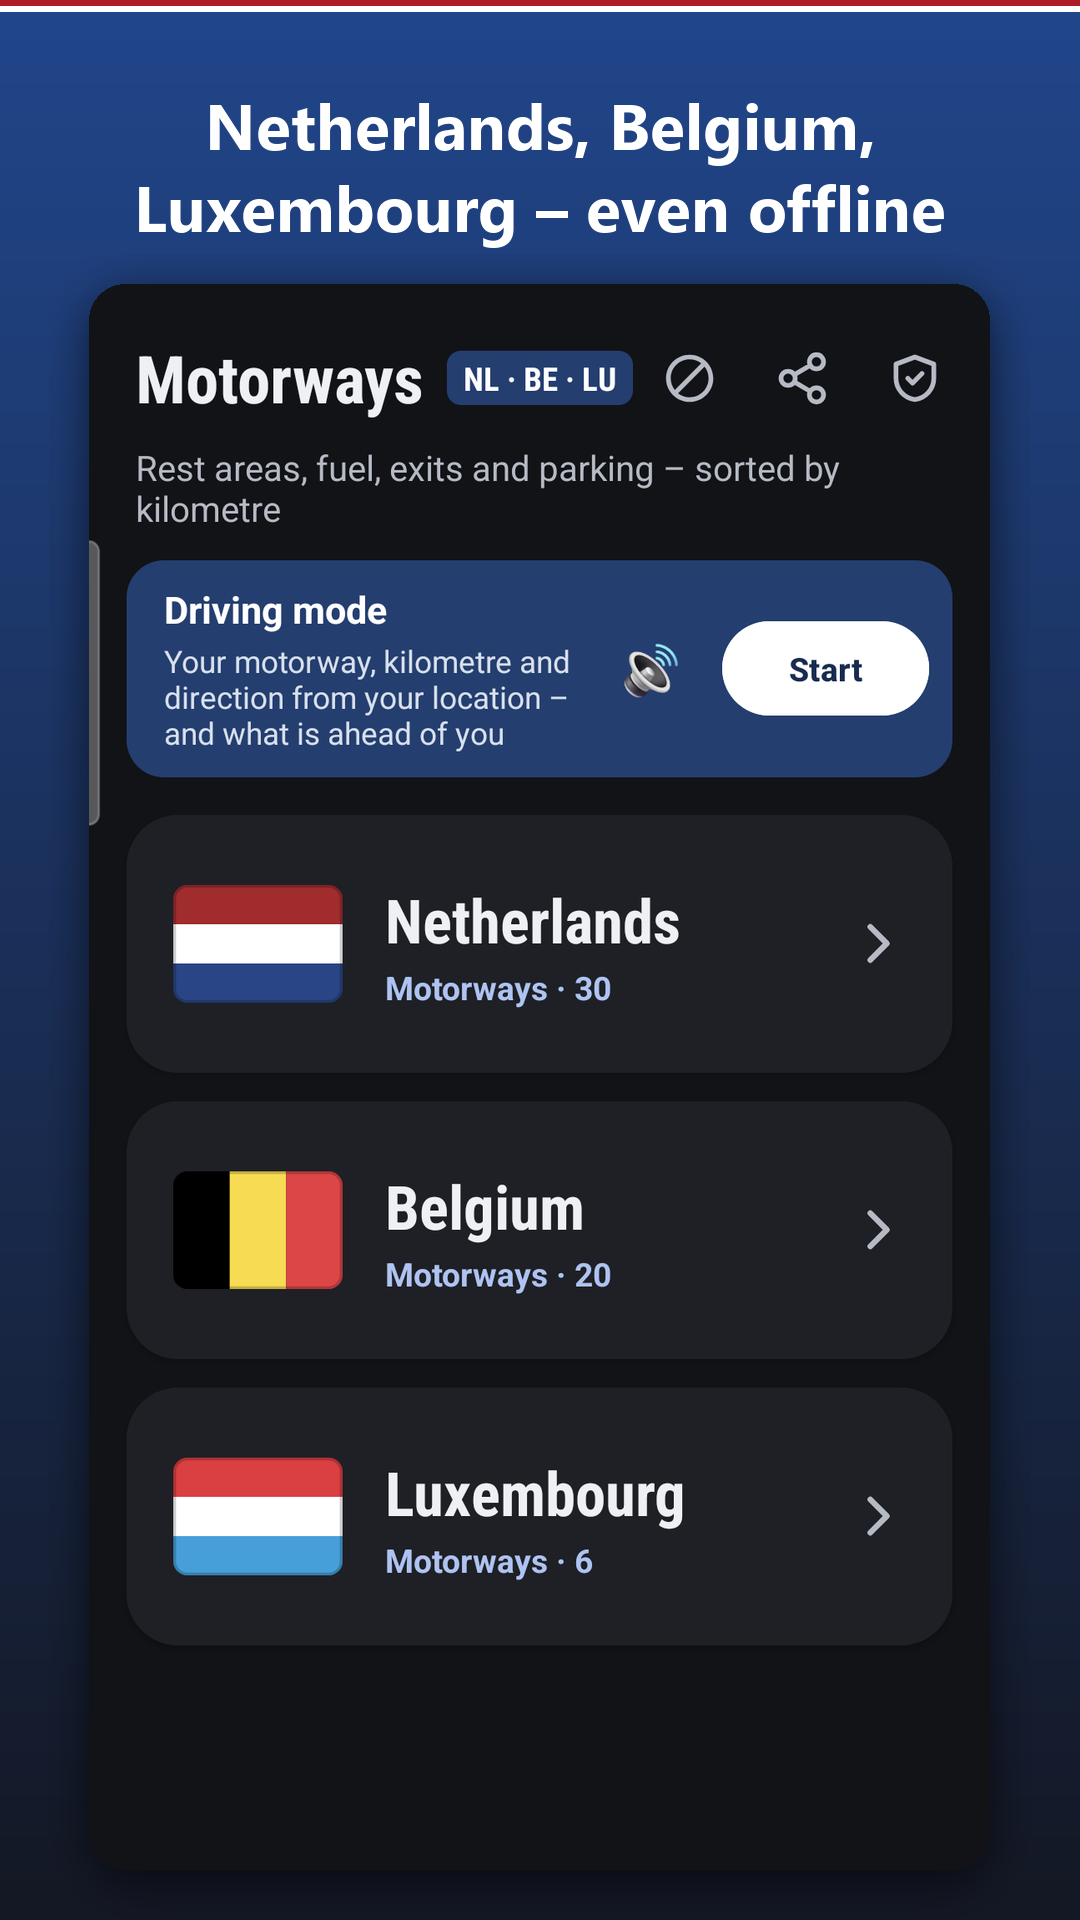 Netherlands, Belgium,
Luxembourg – even offline
Motorways
NL · BE · LU
Rest areas, fuel, exits and parking – sorted by
kilometre
Driving mode
Your motorway, kilometre and
direction from your location –
and what is ahead of you
Start
Netherlands
Motorways · 30
Belgium
Motorways · 20
Luxembourg
Motorways · 6